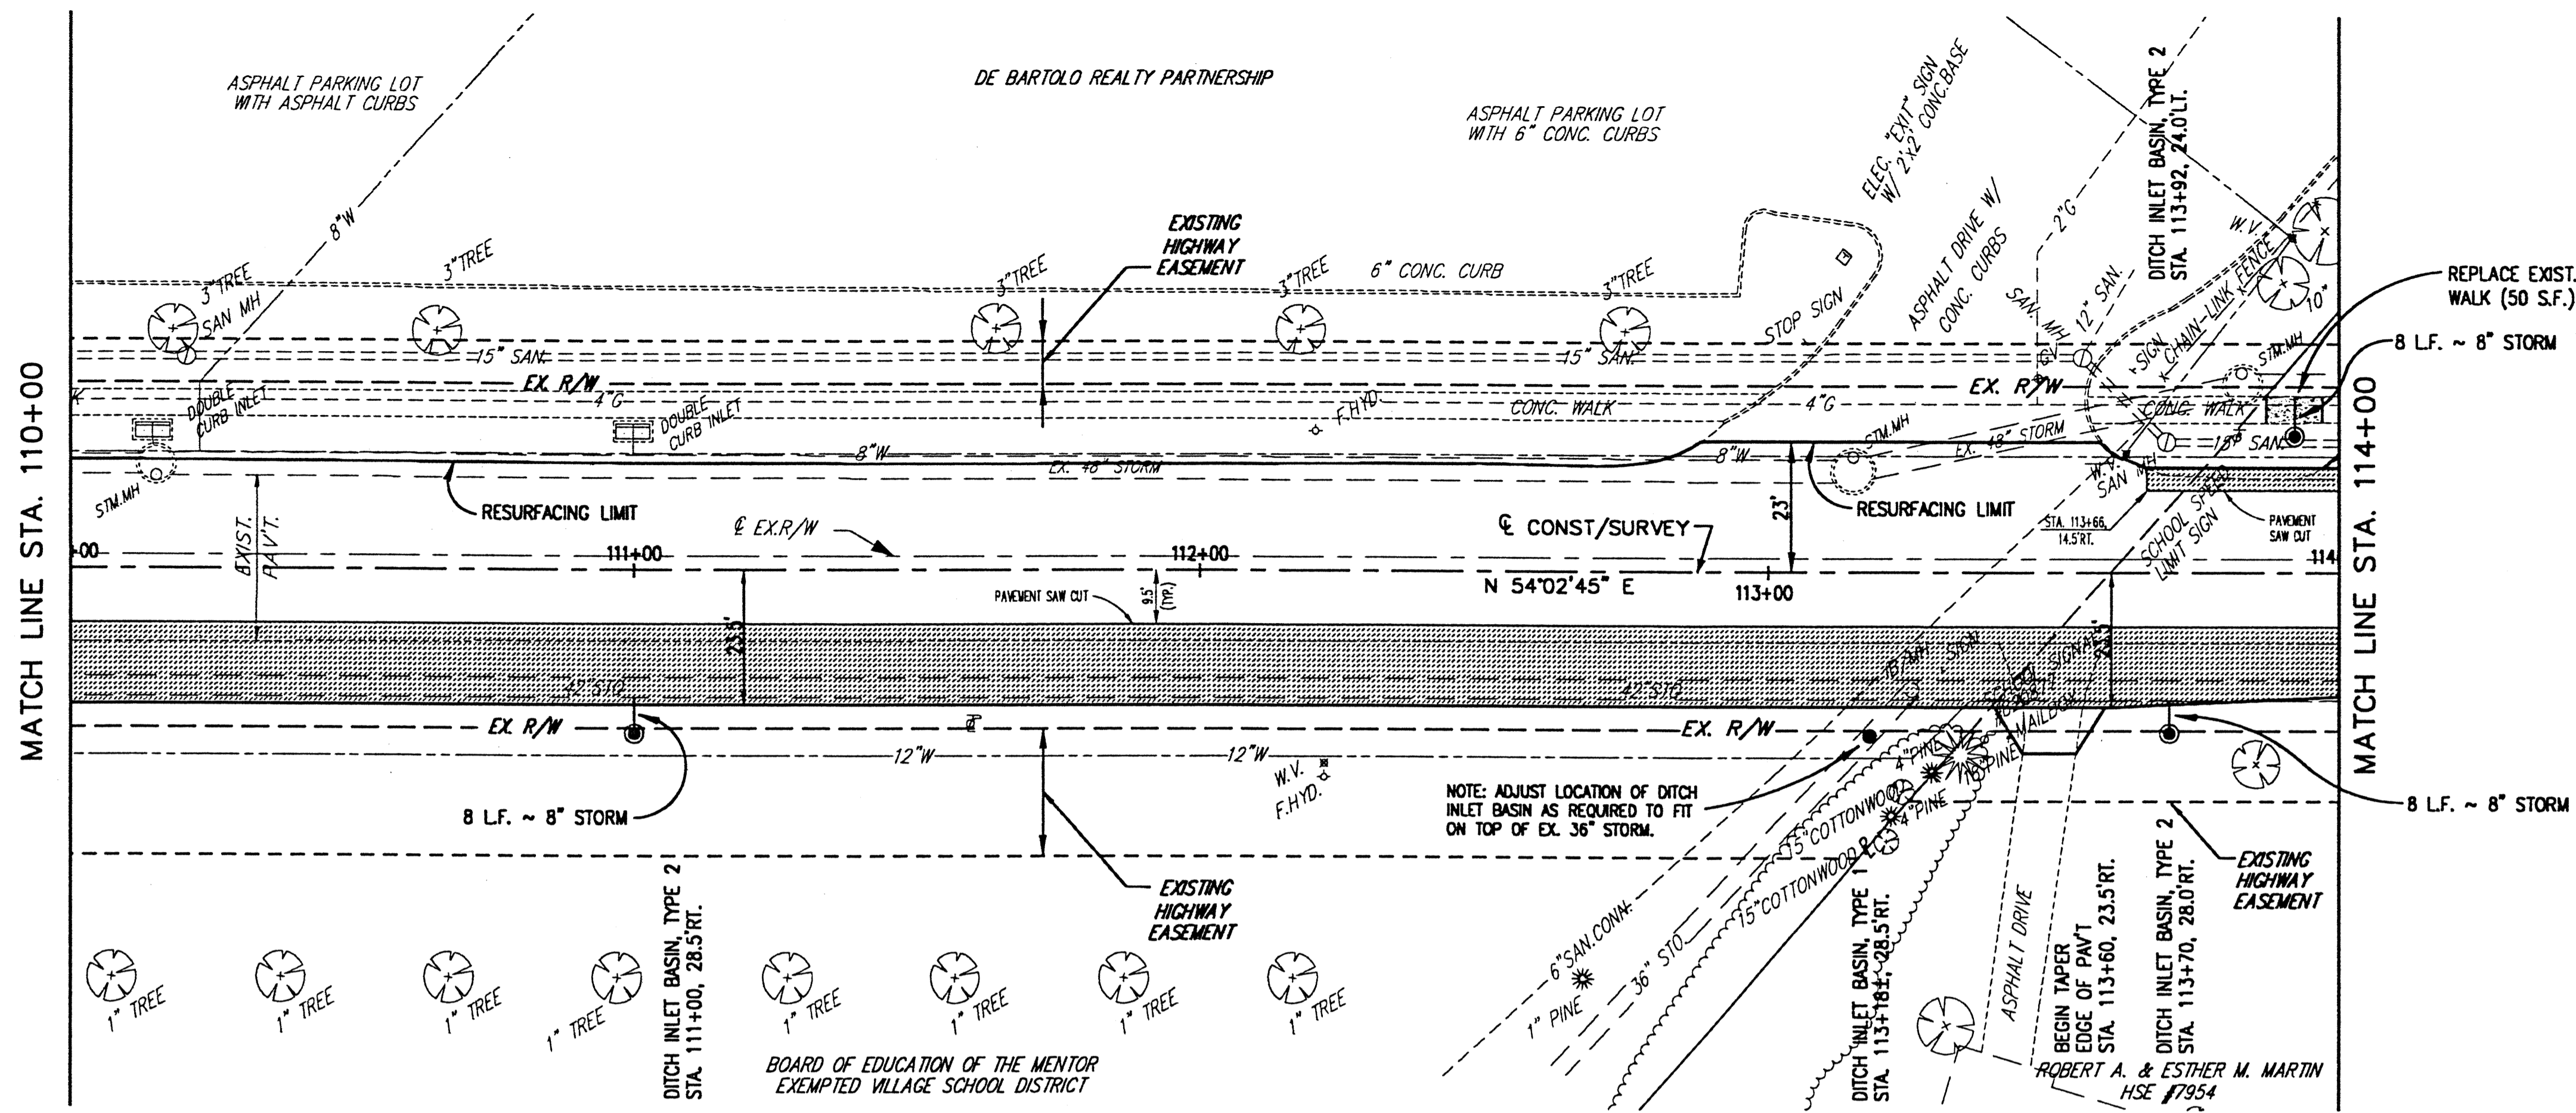 MATCH LINE STA. 110+00
ASPHALT PARKING LOT
WITH ASPHALT CURBS
8"W
DE BARTOLO REALTY PARTNERSHIP
ASPHALT PARKING LOT
WITH 6" CONC. CURBS
ELEC. "EXIT" SIGN
W/ 2'x2' CONC.BASE
ASPHALT DRIVE W/
CONC. CURBS
2"G
DITCH INLET BASIN, TYPE 2
STA. 113+92, 24.0'LT.
W.V.
EXISTING
HIGHWAY
EASEMENT
3"TREE
SAN MH
3"TREE
3"TREE
3"TREE
3"TREE
6" CONC. CURB
STOP SIGN
SAN. MH
12" SAN.
SIGN
CHAIN-LINK FENCE
10"
REPLACE EXIST.
WALK (50 S.F.)
8 L.F. ~ 8" STORM
15" SAN.
15" SAN.
GV
STM.MH
EX. R/W
EX. R/W
4"G
4"G
DOUBLE
CURB INLET
DOUBLE
CURB INLET
F.HYD.
CONC. WALK
CONC. WALK
STM.MH
8"W
EX. 48" STORM
8"W
STM.MH
EX. 48" STORM
15" SAN.
W.V.
SAN MH
RESURFACING LIMIT
RESURFACING LIMIT
EXIST.
PAV'T.
℄ EX.R/W
℄ CONST/SURVEY
23'
STA. 113+66,
14.5'RT.
SCHOOL SPEED
LIMIT SIGN
PAVEMENT
SAW CUT
+00
111+00
112+00
113+00
114
N 54°02'45" E
PAVEMENT SAW CUT
9.5'
(TYP.)
23.5'
23.5'
42"STO
42"STO
SIGN
SCHOOL SIGNAL
MAILBOX
EX. R/W
EX. R/W
12"W
12"W
W.V.
F.HYD.
8 L.F. ~ 8" STORM
NOTE: ADJUST LOCATION OF DITCH
INLET BASIN AS REQUIRED TO FIT
ON TOP OF EX. 36" STORM.
4"PINE
PINE
4"PINE
15"COTTONWOOD
15"COTTONWOOD
8 L.F. ~ 8" STORM
EXISTING
HIGHWAY
EASEMENT
EXISTING
HIGHWAY
EASEMENT
DITCH INLET BASIN, TYPE 2
STA. 111+00, 28.5'RT.
6"SAN.CONN.
36" STO
1" PINE
DITCH INLET BASIN, TYPE 1
STA. 113+18±, 28.5'RT.
ASPHALT DRIVE
BEGIN TAPER
EDGE OF PAV'T
STA. 113+60, 23.5'RT.
DITCH INLET BASIN, TYPE 2
STA. 113+70, 28.0'RT.
1" TREE
1" TREE
1" TREE
1" TREE
1" TREE
1" TREE
1" TREE
1" TREE
BOARD OF EDUCATION OF THE MENTOR
EXEMPTED VILLAGE SCHOOL DISTRICT
ROBERT A. & ESTHER M. MARTIN
HSE #7954
MATCH LINE STA. 114+00